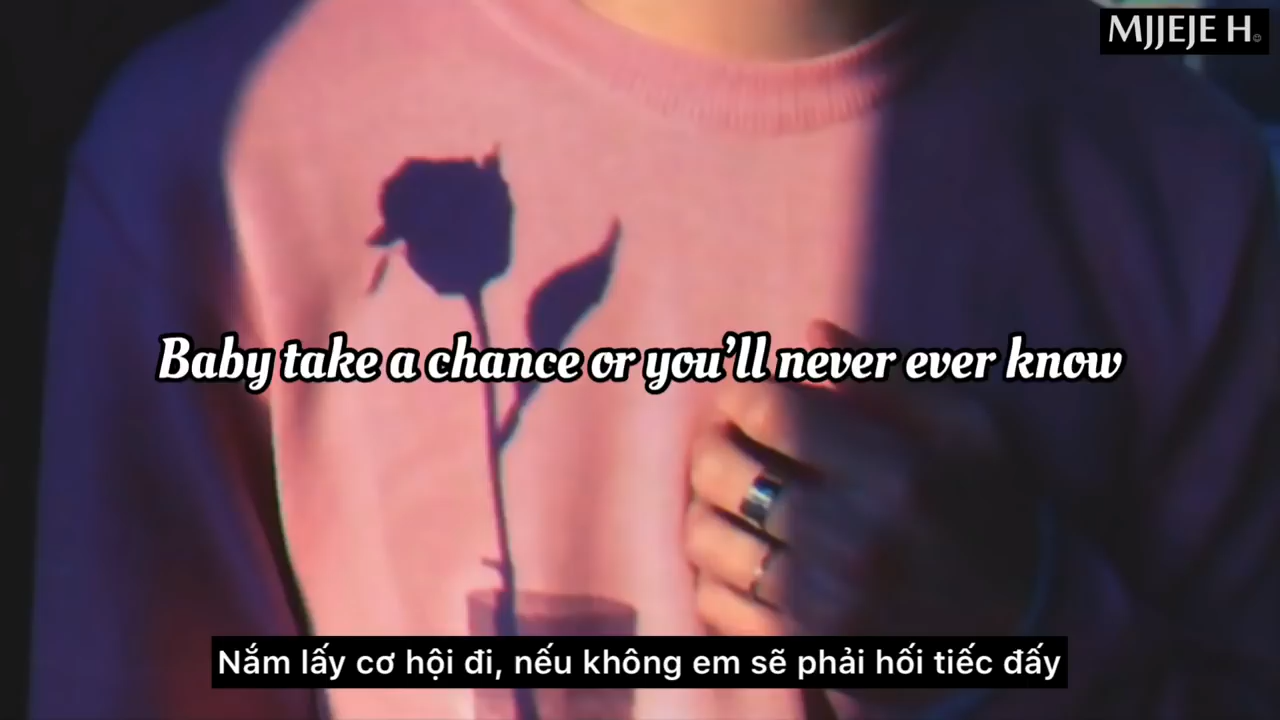 MJJEJE H.©
Baby take a chance or you’ll never ever know
Nắm lấy cơ hội đi, nếu không em sẽ phải hối tiếc đấy